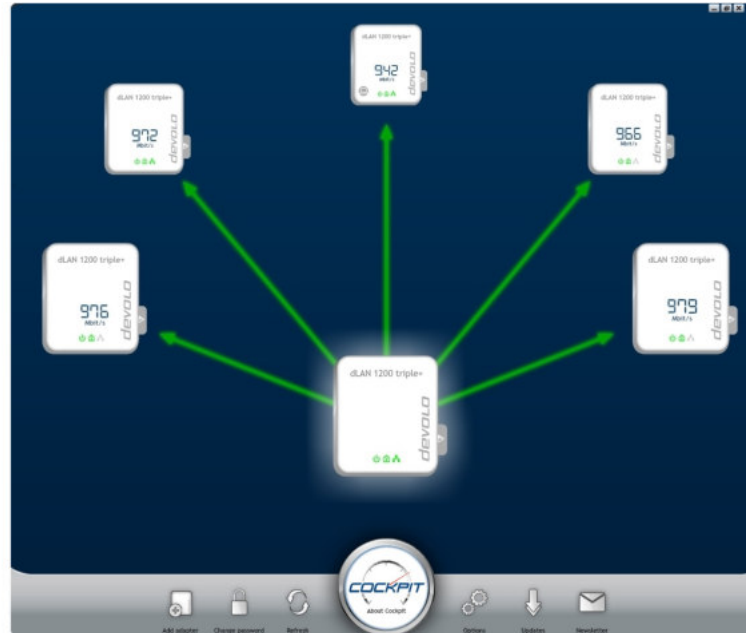 dLAN 1200 triple+
942
Mbit/s
devolo
dLAN 1200 triple+
972
Mbit/s
devolo
dLAN 1200 triple+
966
Mbit/s
devolo
dLAN 1200 triple+
976
Mbit/s
devolo
dLAN 1200 triple+
979
Mbit/s
devolo
dLAN 1200 triple+
devolo
COCKPIT
About Cockpit
Add adapter
Change password
Refresh
Options
Updates
Newsletter